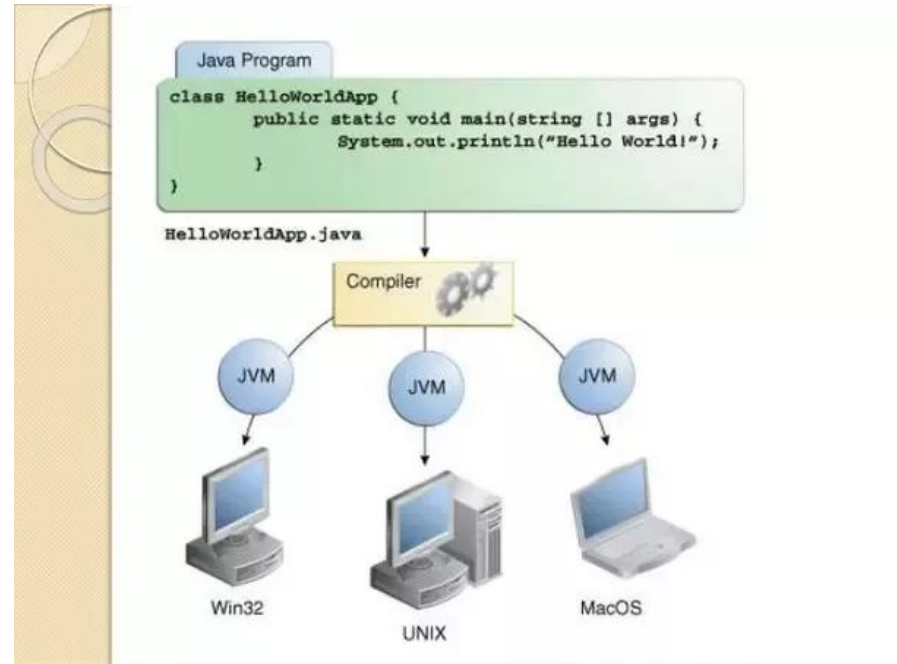 Java Program
class HelloWorldApp {
public static void main(string [] args) {
System.out.println("Hello World!");
}
}
HelloWorldApp.java
Compiler
JVM
JVM
JVM
Win32
UNIX
MacOS